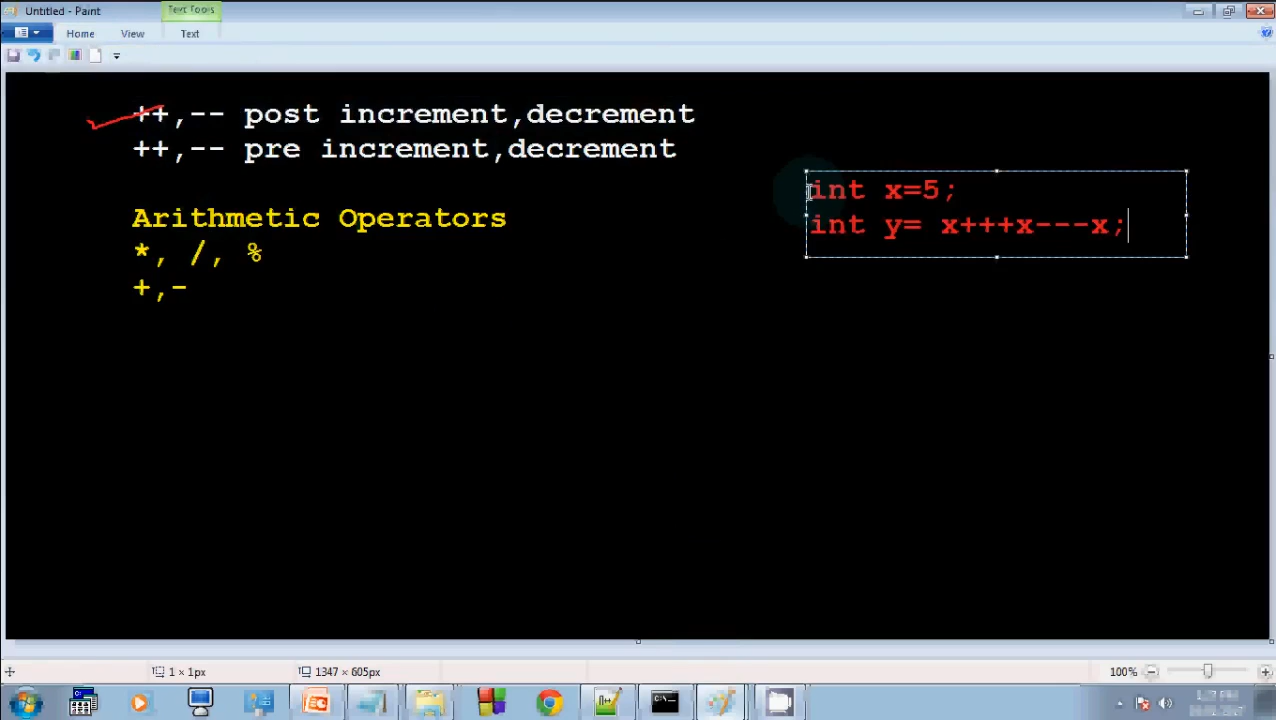 Untitled - Paint
Text Tools
Home
View
Text
++,-- post increment,decrement
++,-- pre increment,decrement
int x=5;
int y= x+++x---x;
Arithmetic Operators
*, /, %
+,-
1 × 1px
1347 × 605px
100%